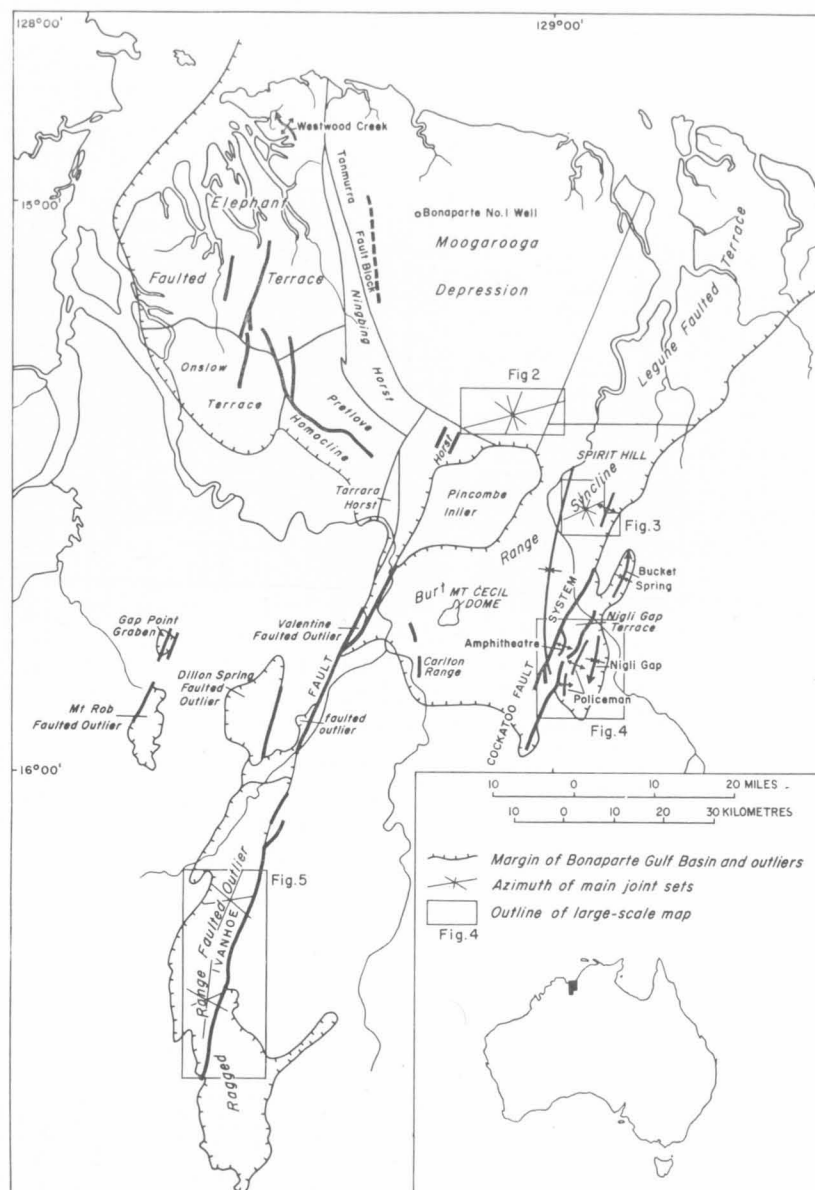 128°00'
129°00'
Westwood Creek
15°00'
Tanmurra
Fault Block
Elephant
Bonaparte No.1 Well
Moogarooga
Depression
Faulted
Terrace
Ningbing
Horst
Legune Faulted Terrace
Onslow
Terrace
Pretlove
Homocline
Fig 2
Horst
SPIRIT HILL
Syncline
Tarrara
Horst
Pincombe
Inlier
Fig.3
Range
Burt
MT CECIL
DOME
Bucket
Spring
SYSTEM
Nigli Gap
Terrace
Gap Point
Graben
Valentine
Faulted Outlier
Amphitheatre
Carlton
Range
Nigli Gap
Dillon Spring
Faulted
Outlier
FAULT
Policeman
Mt Rob
Faulted Outlier
faulted
outlier
COCKATOO FAULT
Fig.4
16°00'
10 0 10 20 MILES
10 0 10 20 30 KILOMETRES
Margin of Bonaparte Gulf Basin and outliers
Azimuth of main joint sets
Outline of large-scale map
Fig.4
Fig.5
Range Faulted Outlier
IVANHOE
Ragged